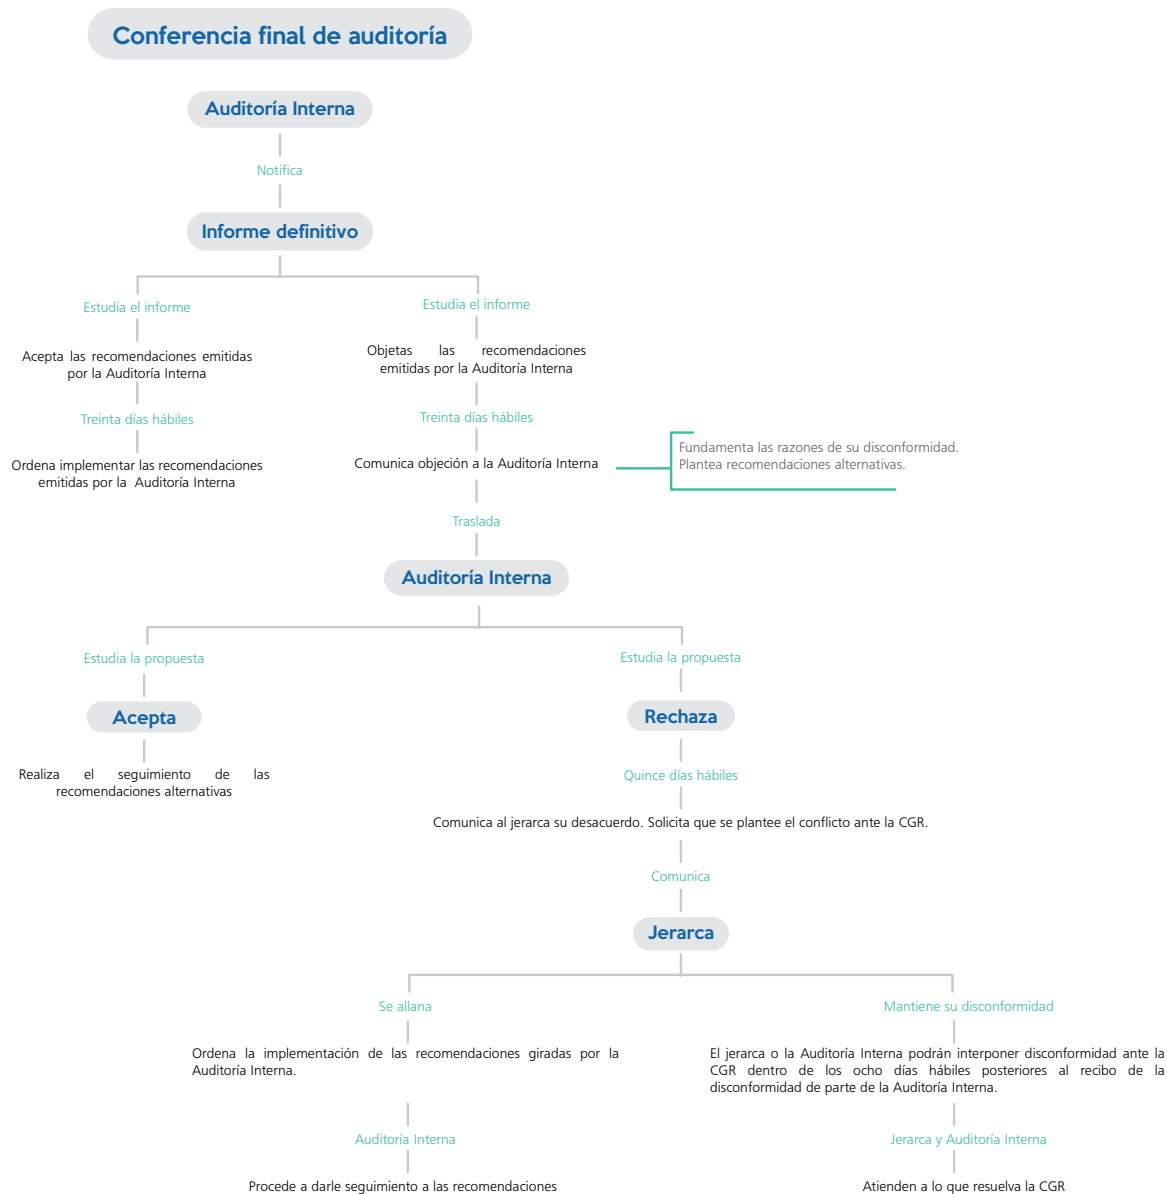 Conferencia final de auditoría
Auditoría Interna
Notifica
Informe definitivo
Estudia el informe
Acepta las recomendaciones emitidas
por la Auditoría Interna
Treinta días hábiles
Ordena implementar las recomendaciones
emitidas por la Auditoría Interna
Estudia el informe
Objetas las recomendaciones
emitidas por la Auditoría Interna
Treinta días hábiles
Comunica objeción a la Auditoría Interna
Fundamenta las razones de su disconformidad.
Plantea recomendaciones alternativas.
Traslada
Auditoría Interna
Estudia la propuesta
Acepta
Realiza el seguimiento de las
recomendaciones alternativas
Estudia la propuesta
Rechaza
Quince días hábiles
Comunica al jerarca su desacuerdo. Solicita que se plantee el conflicto ante la CGR.
Comunica
Jerarca
Se allana
Ordena la implementación de las recomendaciones giradas por la
Auditoría Interna.
Auditoría Interna
Procede a darle seguimiento a las recomendaciones
Mantiene su disconformidad
El jerarca o la Auditoría Interna podrán interponer disconformidad ante la
CGR dentro de los ocho días hábiles posteriores al recibo de la
disconformidad de parte de la Auditoría Interna.
Jerarca y Auditoría Interna
Atienden a lo que resuelva la CGR